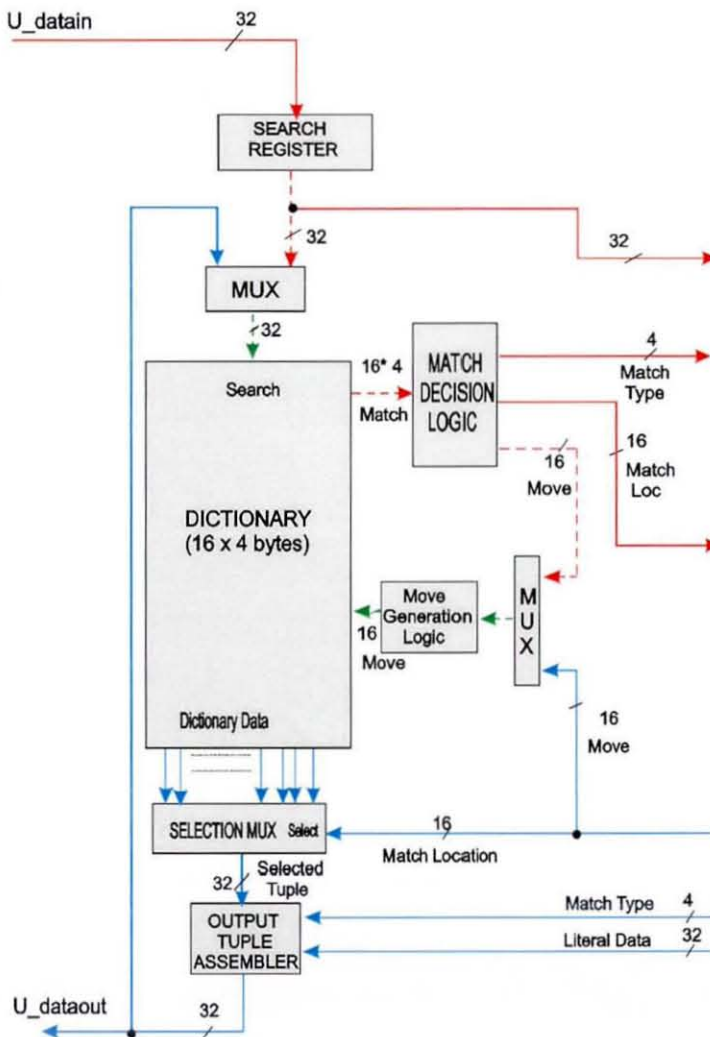 U_datain
32
SEARCH
REGISTER
32
32
MUX
32
Search
16* 4
Match
MATCH
DECISION
LOGIC
4
Match
Type
16
Match
Loc
16
Move
DICTIONARY
(16 x 4 bytes)
Move
Generation
Logic
16
Move
MUX
16
Move
Dictionary Data
SELECTION MUX Select
16
Match Location
32
Selected
Tuple
OUTPUT
TUPLE
ASSEMBLER
Match Type
4
Literal Data
32
U_dataout
32